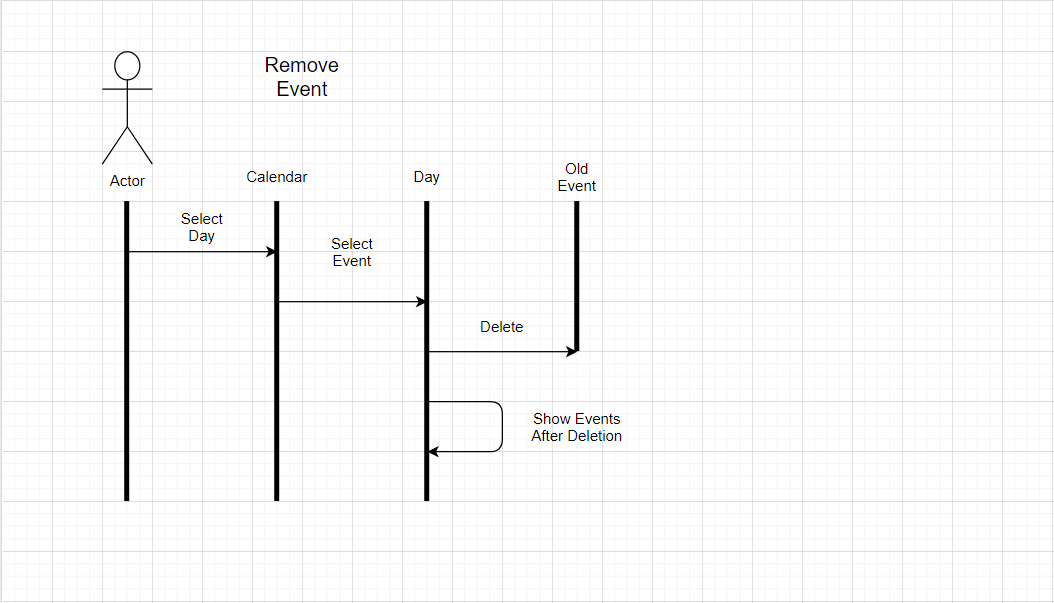 Remove
Event
Actor
Calendar
Day
Old
Event
Select
Day
Select
Event
Delete
Show Events
After Deletion